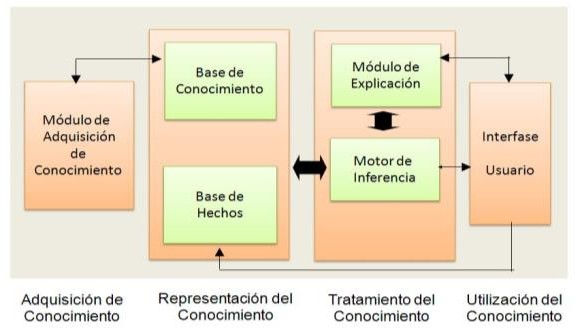 Módulo de
Adquisición
de
Conocimiento
Base de
Conocimiento
Base de
Hechos
Módulo de
Explicación
Motor de
Inferencia
Interfase
Usuario
Adquisición de
Conocimiento
Representación del
Conocimiento
Tratamiento del
Conocimiento
Utilización del
Conocimiento